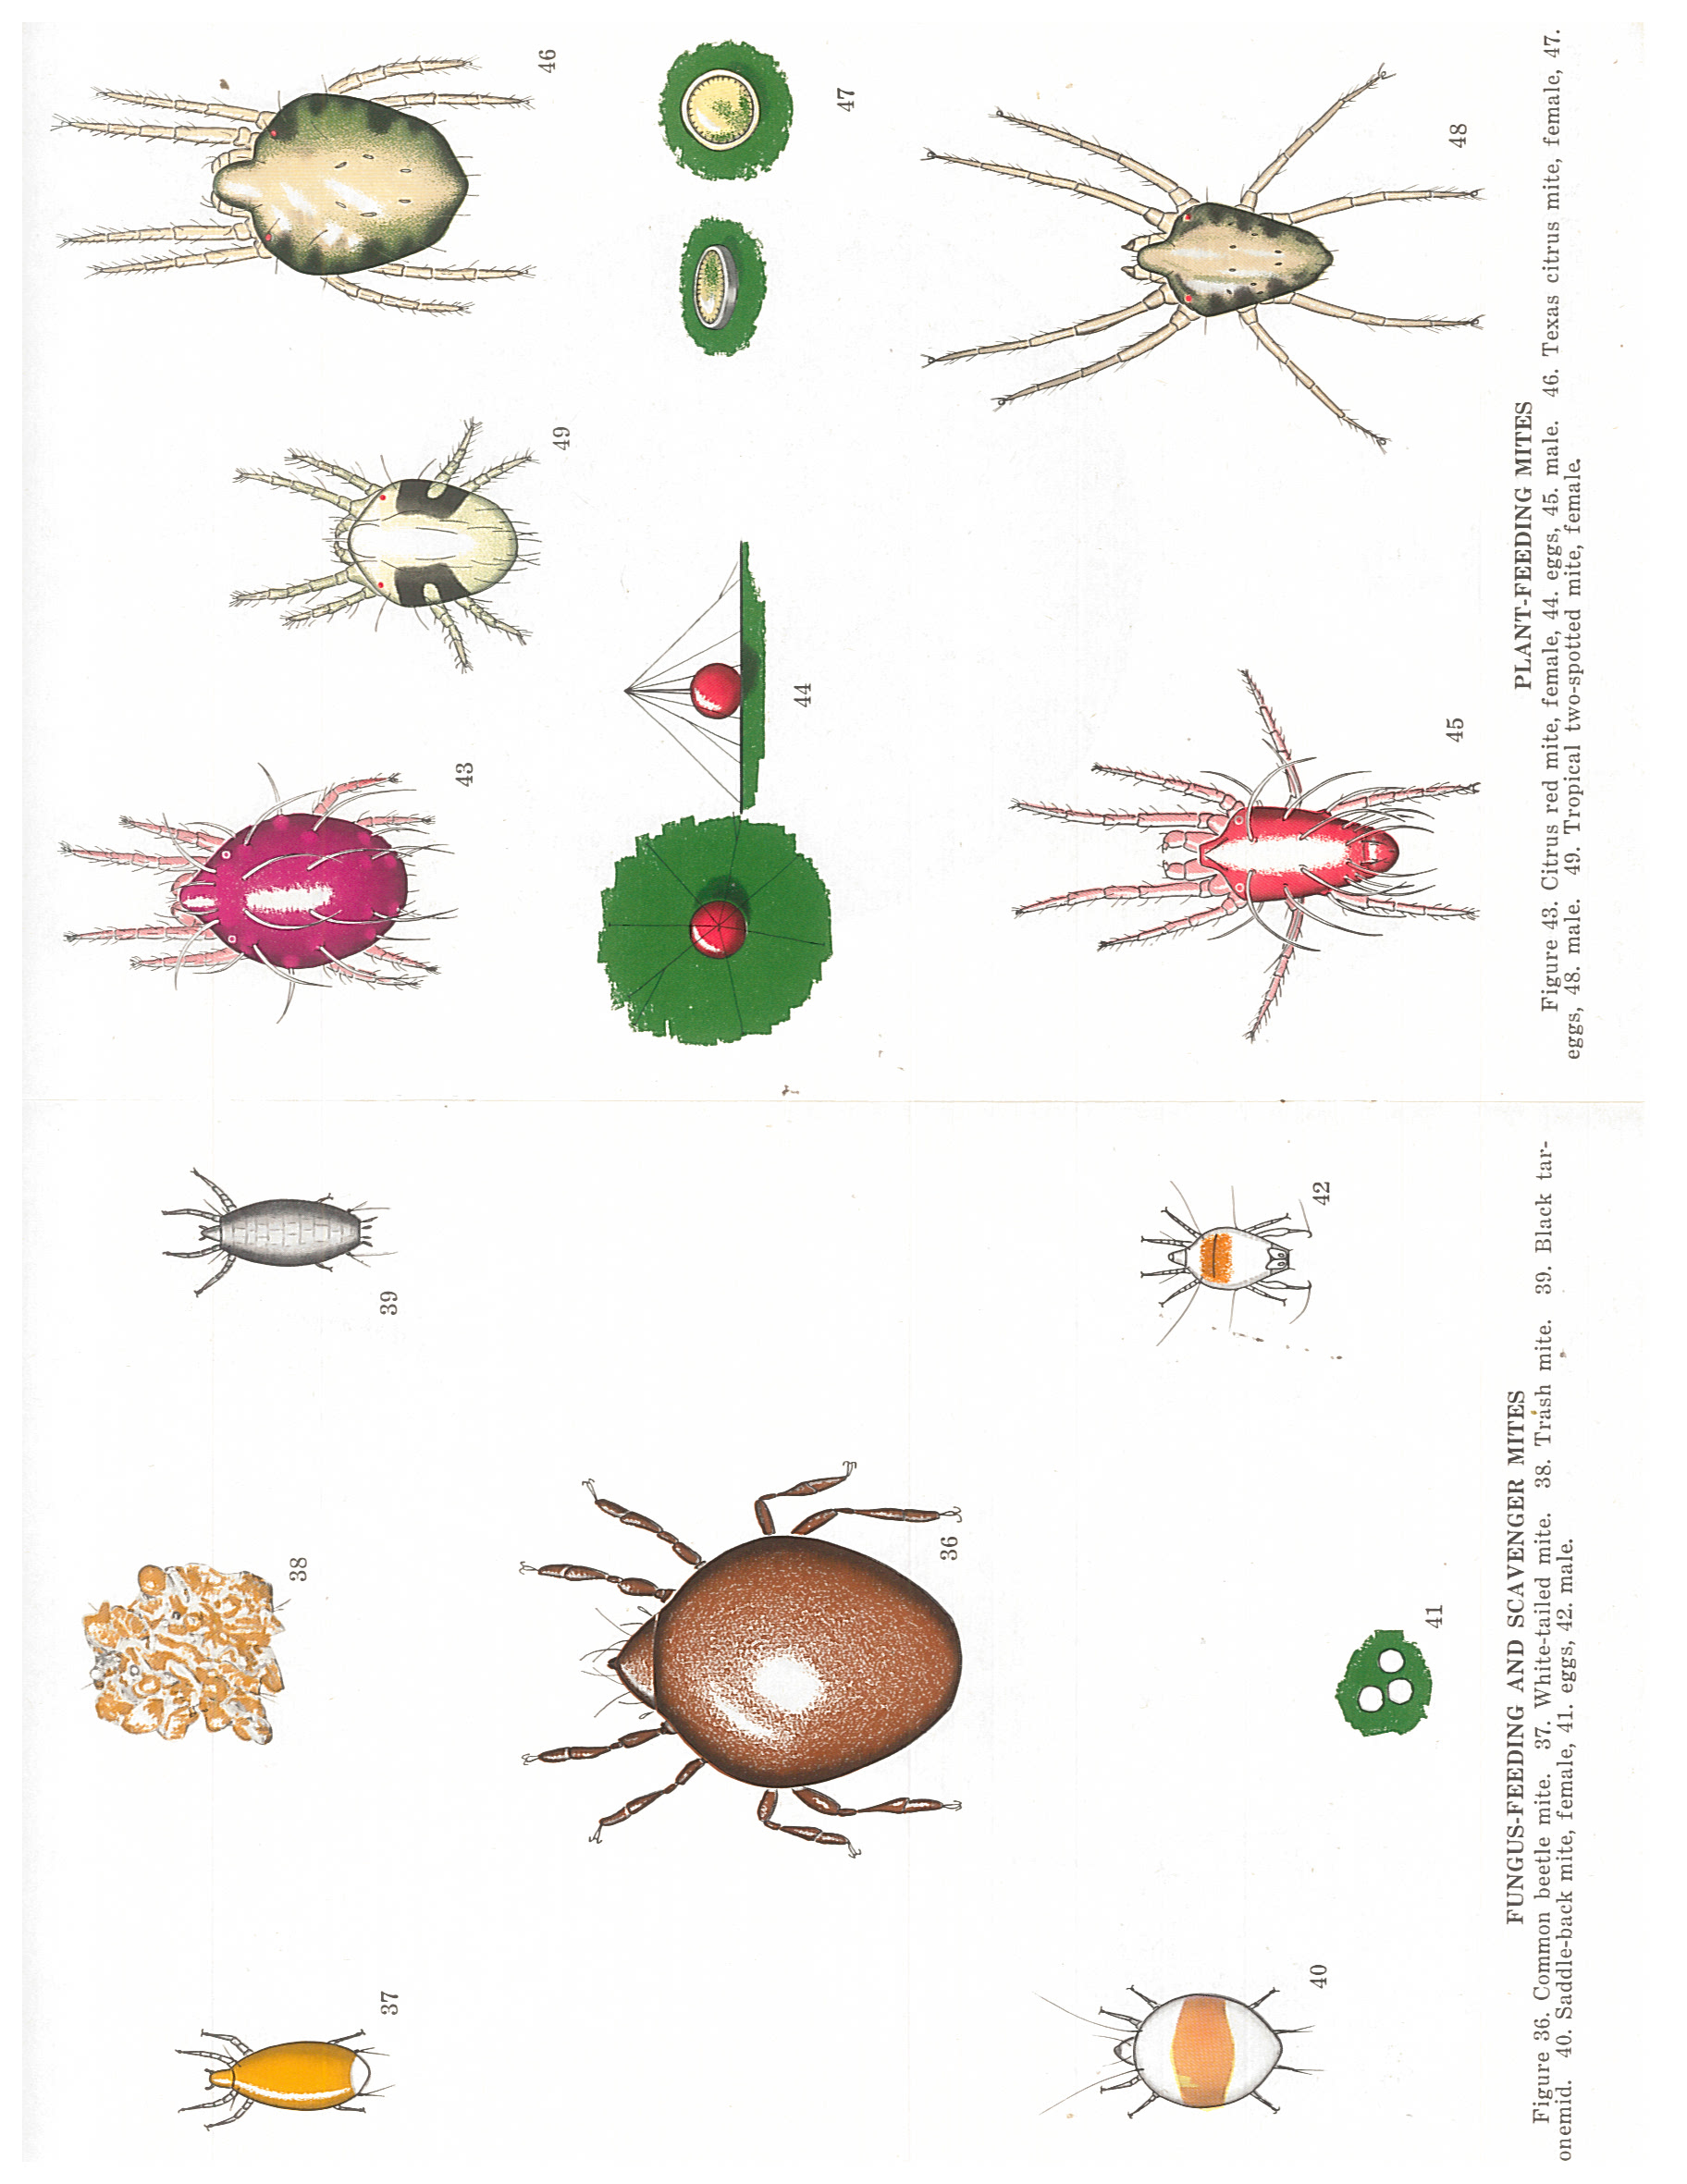 37
38
39
36
40
41
42
FUNGUS-FEEDING AND SCAVENGER MITES
Figure 36. Common beetle mite. 37. White-tailed mite. 38. Trash mite. 39. Black tar-
onemid. 40. Saddle-back mite, female, 41. eggs, 42. male.
43
49
46
44
47
45
48
PLANT-FEEDING MITES
Figure 43. Citrus red mite, female, 44. eggs, 45. male. 46. Texas citrus mite, female, 47.
eggs, 48. male. 49. Tropical two-spotted mite, female.